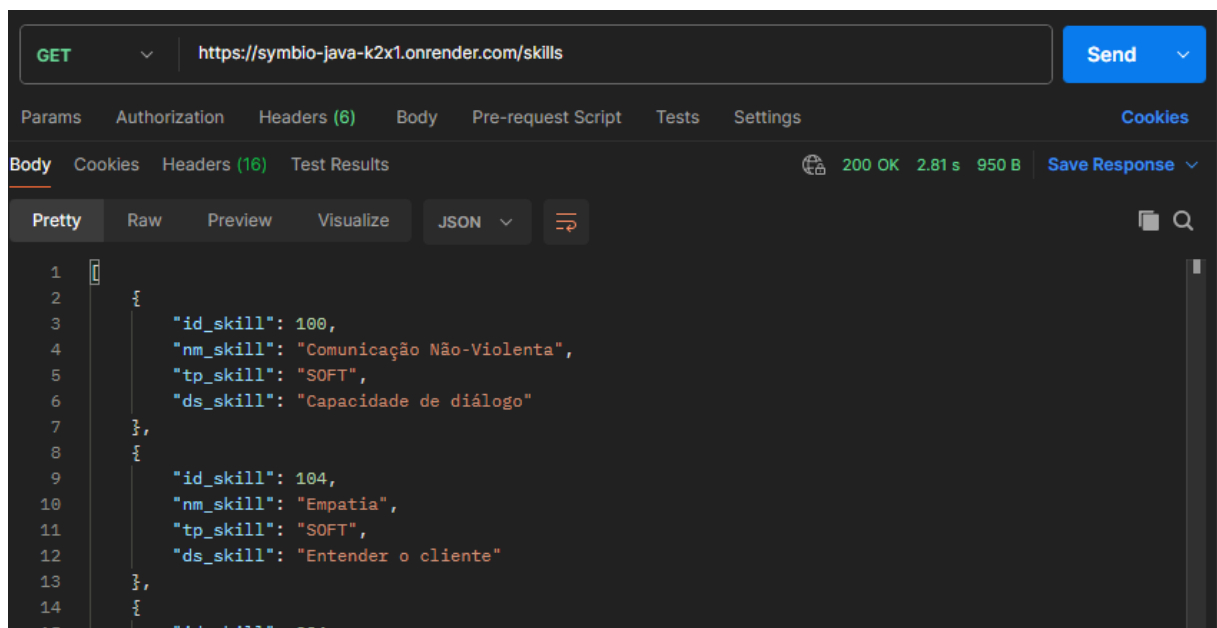 GET https://symbio-java-k2x1.onrender.com/skills Send
Params Authorization Headers (6) Body Pre-request Script Tests Settings Cookies
Body Cookies Headers (16) Test Results 200 OK 2.81 s 950 B Save Response
Pretty Raw Preview Visualize JSON
1 [
2 {
3 "id_skill": 100,
4 "nm_skill": "Comunicação Não-Violenta",
5 "tp_skill": "SOFT",
6 "ds_skill": "Capacidade de diálogo"
7 },
8 {
9 "id_skill": 104,
10 "nm_skill": "Empatia",
11 "tp_skill": "SOFT",
12 "ds_skill": "Entender o cliente"
13 },
14 {